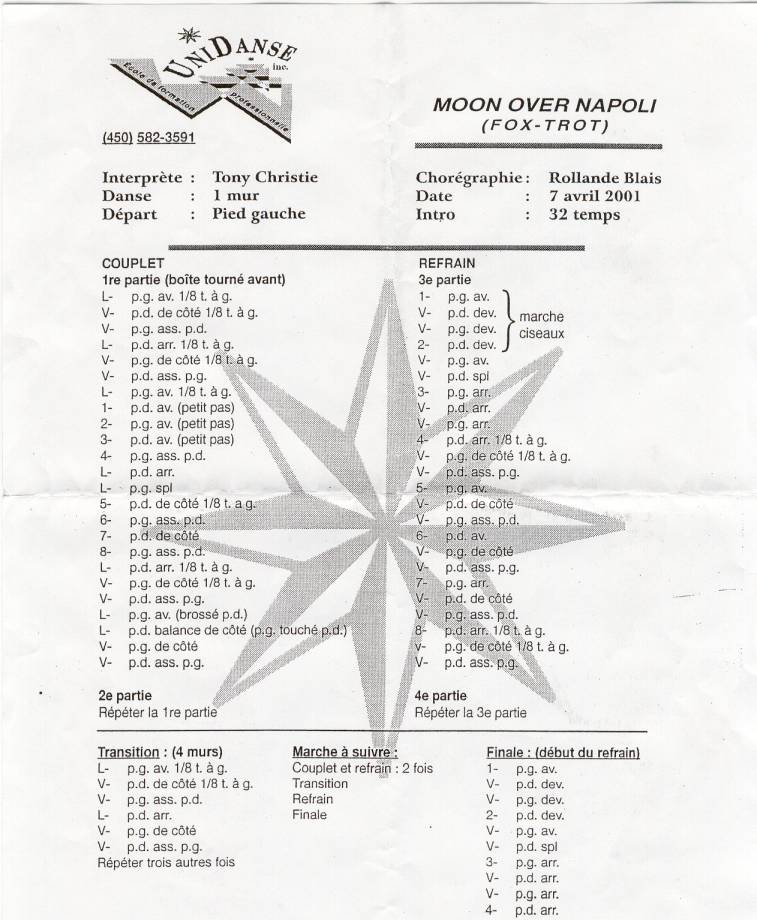 UNIDANSE
inc.
École de formation
Professionnelle
(450) 582-3591
MOON OVER NAPOLI
(FOX-TROT)
Interprète : Tony Christie
Danse : 1 mur
Départ : Pied gauche
Chorégraphie : Rollande Blais
Date : 7 avril 2001
Intro : 32 temps
COUPLET
1re partie (boîte tourné avant)
L- p.g. av. 1/8 t. à g.
V- p.d. de côté 1/8 t. à g.
V- p.g. ass. p.d.
L- p.d. arr. 1/8 t. à g.
V- p.g. de côté 1/8 t. à g.
V- p.d. ass. p.g.
L- p.g. av. 1/8 t. à g.
1- p.d. av. (petit pas)
2- p.g. av. (petit pas)
3- p.d. av. (petit pas)
4- p.g. ass. p.d.
L- p.d. arr.
L- p.g. spl
5- p.d. de côté 1/8 t. a g.
6- p.g. ass. p.d.
7- p.d. de côté
8- p.g. ass. p.d.
L- p.d. arr. 1/8 t. à g.
V- p.g. de côté 1/8 t. à g.
V- p.d. ass. p.g.
L- p.g. av. (brossé p.d.)
L- p.d. balance de côté (p.g. touché p.d.)
V- p.g. de côté
V- p.d. ass. p.g.
2e partie
Répéter la 1re partie
REFRAIN
3e partie
1- p.g. av.
V- p.d. dev.
V- p.g. dev.
2- p.d. dev.
marche
ciseaux
V- p.g. av.
V- p.d. spl
3- p.g. arr.
V- p.d. arr.
V- p.g. arr.
4- p.d. arr. 1/8 t. à g.
V- p.g. de côté 1/8 t. à g.
V- p.d. ass. p.g.
5- p.g. av.
V- p.d. de côté
V- p.g. ass. p.d.
6- p.d. av.
V- p.g. de côté
V- p.d. ass. p.g.
7- p.g. arr.
V- p.d. de côté
V- p.g. ass. p.d.
8- p.d. arr. 1/8 t. à g.
v- p.g. de côté 1/8 t. à g.
V- p.d. ass. p.g.
4e partie
Répéter la 3e partie
Transition : (4 murs)
L- p.g. av. 1/8 t. à g.
V- p.d. de côté 1/8 t. à g.
V- p.g. ass. p.d.
L- p.d. arr.
V- p.g. de côté
V- p.d. ass. p.g.
Répéter trois autres fois
Marche à suivre :
Couplet et refrain : 2 fois
Transition
Refrain
Finale
Finale : (début du refrain)
1- p.g. av.
V- p.d. dev.
V- p.g. dev.
2- p.d. dev.
V- p.g. av.
V- p.d. spl
3- p.g. arr.
V- p.d. arr.
V- p.g. arr.
4- p.d. arr.